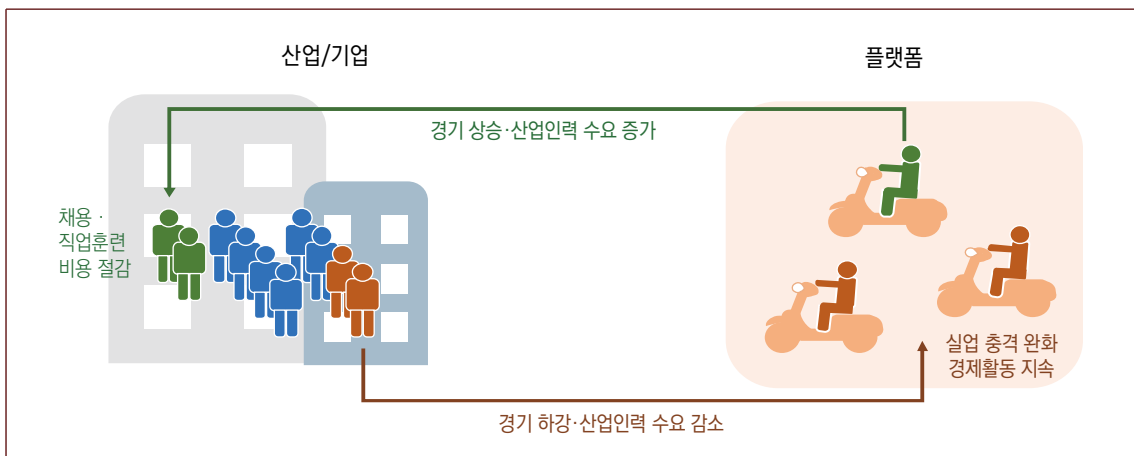 산업/기업
플랫폼
경기 상승·산업인력 수요 증가
채용·
직업훈련
비용 절감
실업 충격 완화
경제활동 지속
경기 하강·산업인력 수요 감소